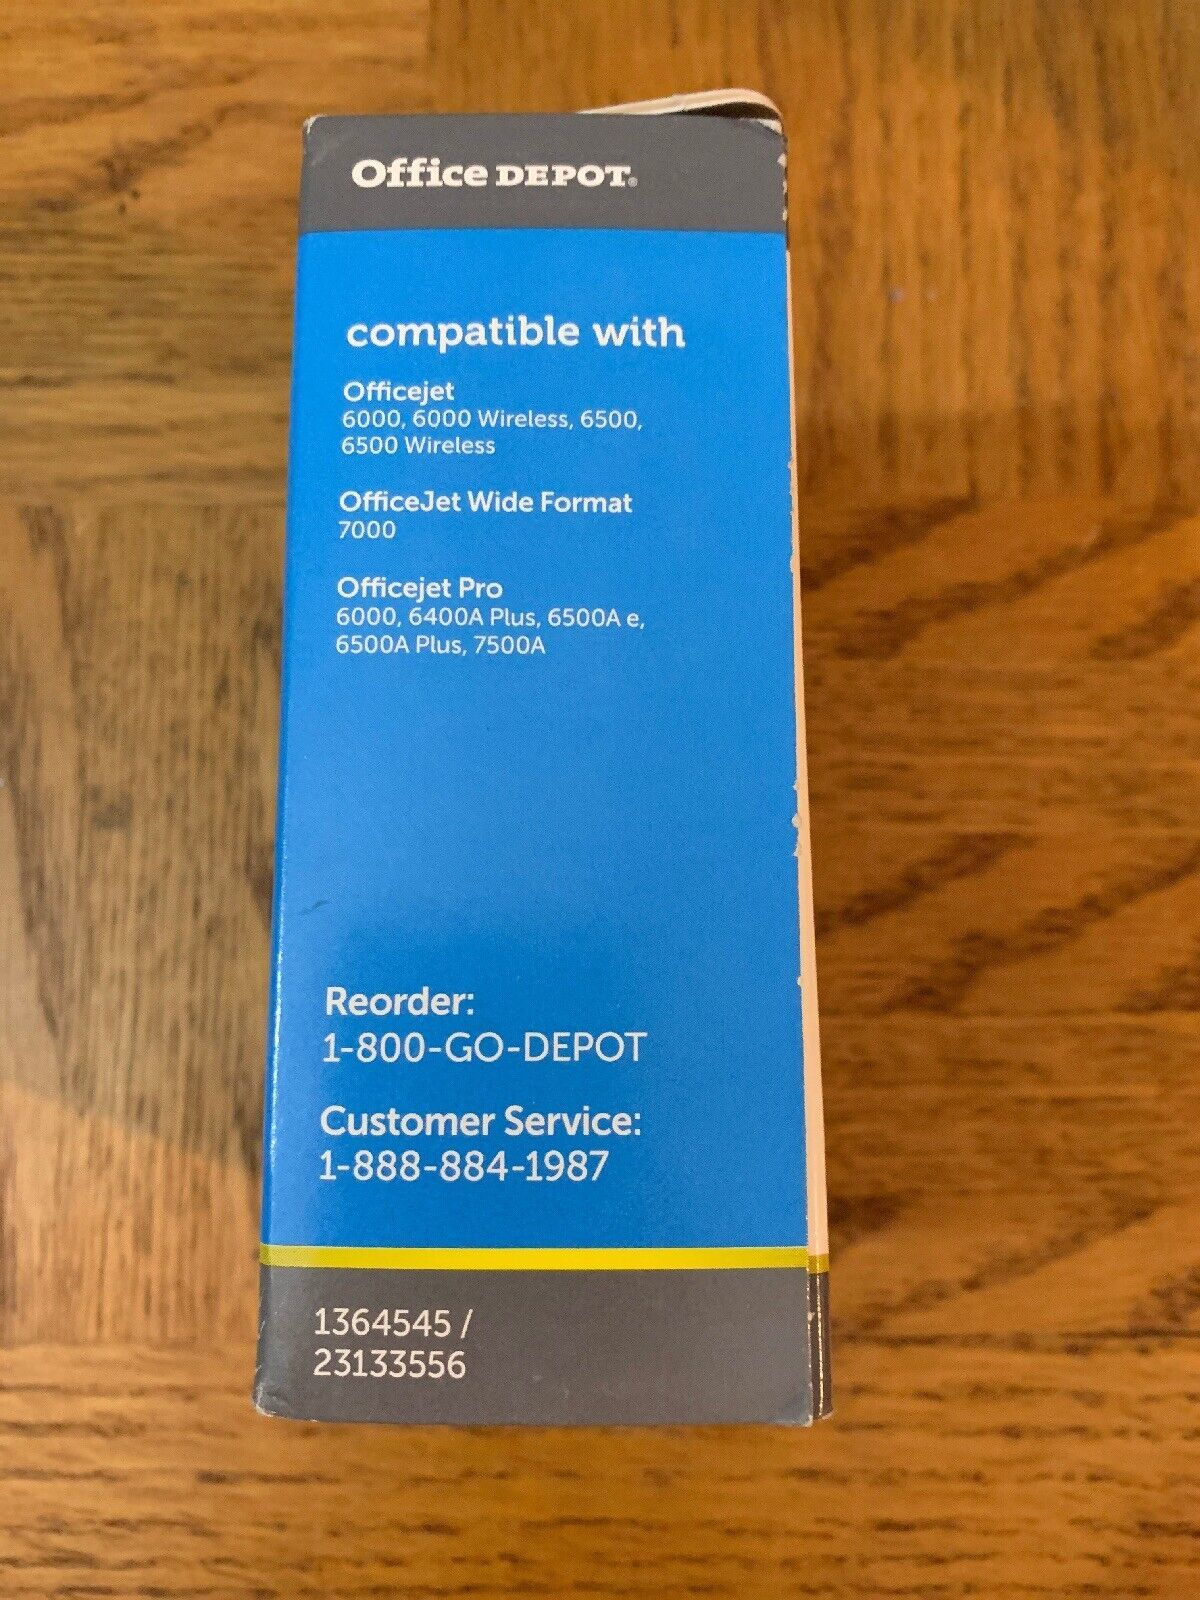 Office DEPOT®
compatible with
Officejet
6000, 6000 Wireless, 6500,
6500 Wireless
OfficeJet Wide Format
7000
Officejet Pro
6000, 6400A Plus, 6500A e,
6500A Plus, 7500A
Reorder:
1-800-GO-DEPOT
Customer Service:
1-888-884-1987
1364545 /
23133556